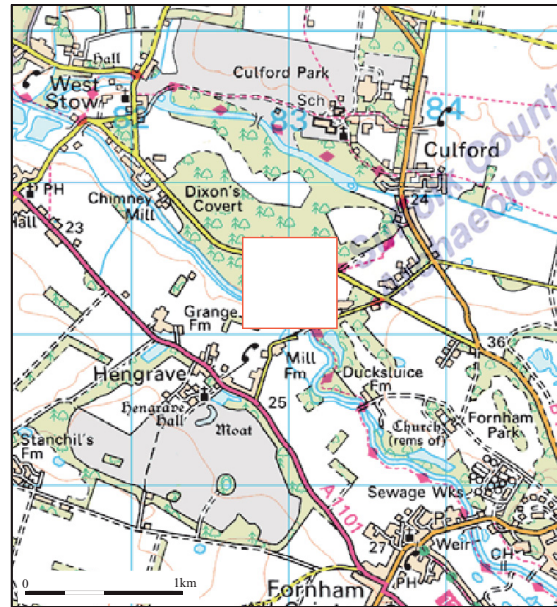 Hall
Culford Park
West
Stow
Sch
82
83
84
Culford
PH
Chimney
Mill
Dixon's
Covert
24
Hall
23
Grange
Fm
Mill
Fm
36
Hengrave
Ducksluice
Fm
Hengrave
Hall
25
Moat
Church
(rems of)
Fornham
Park
Stanchil's
Fm
A1101
Sewage Wks
27
Weir
CH
PH
0
1km
Fornham